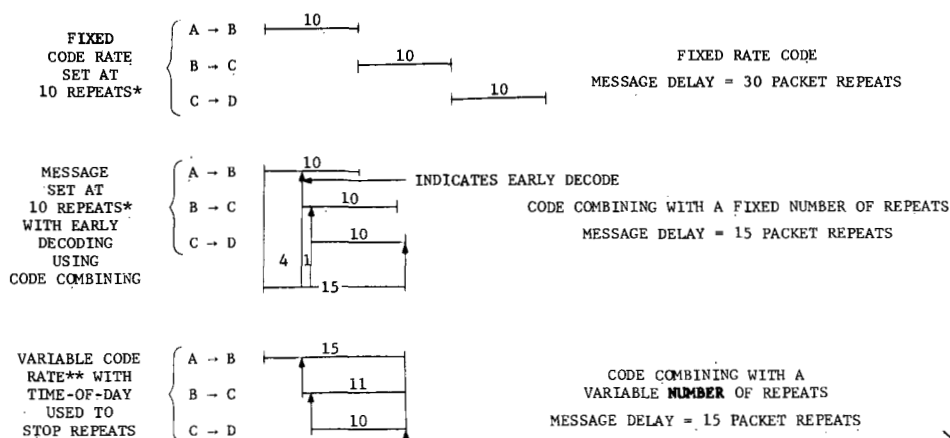 FIXED
CODE RATE
SET AT
10 REPEATS*
A → B
B → C
C → D
10
10
10
FIXED RATE CODE
MESSAGE DELAY = 30 PACKET REPEATS
MESSAGE
SET AT
10 REPEATS*
WITH EARLY
DECODING
USING
CODE COMBINING
A → B
B → C
C → D
10
INDICATES EARLY DECODE
10
10
4
1
15
CODE COMBINING WITH A FIXED NUMBER OF REPEATS
MESSAGE DELAY = 15 PACKET REPEATS
VARIABLE CODE
RATE** WITH
TIME-OF-DAY
USED TO
STOP REPEATS
A → B
B → C
C → D
15
11
10
CODE COMBINING WITH A
VARIABLE NUMBER OF REPEATS
MESSAGE DELAY = 15 PACKET REPEATS